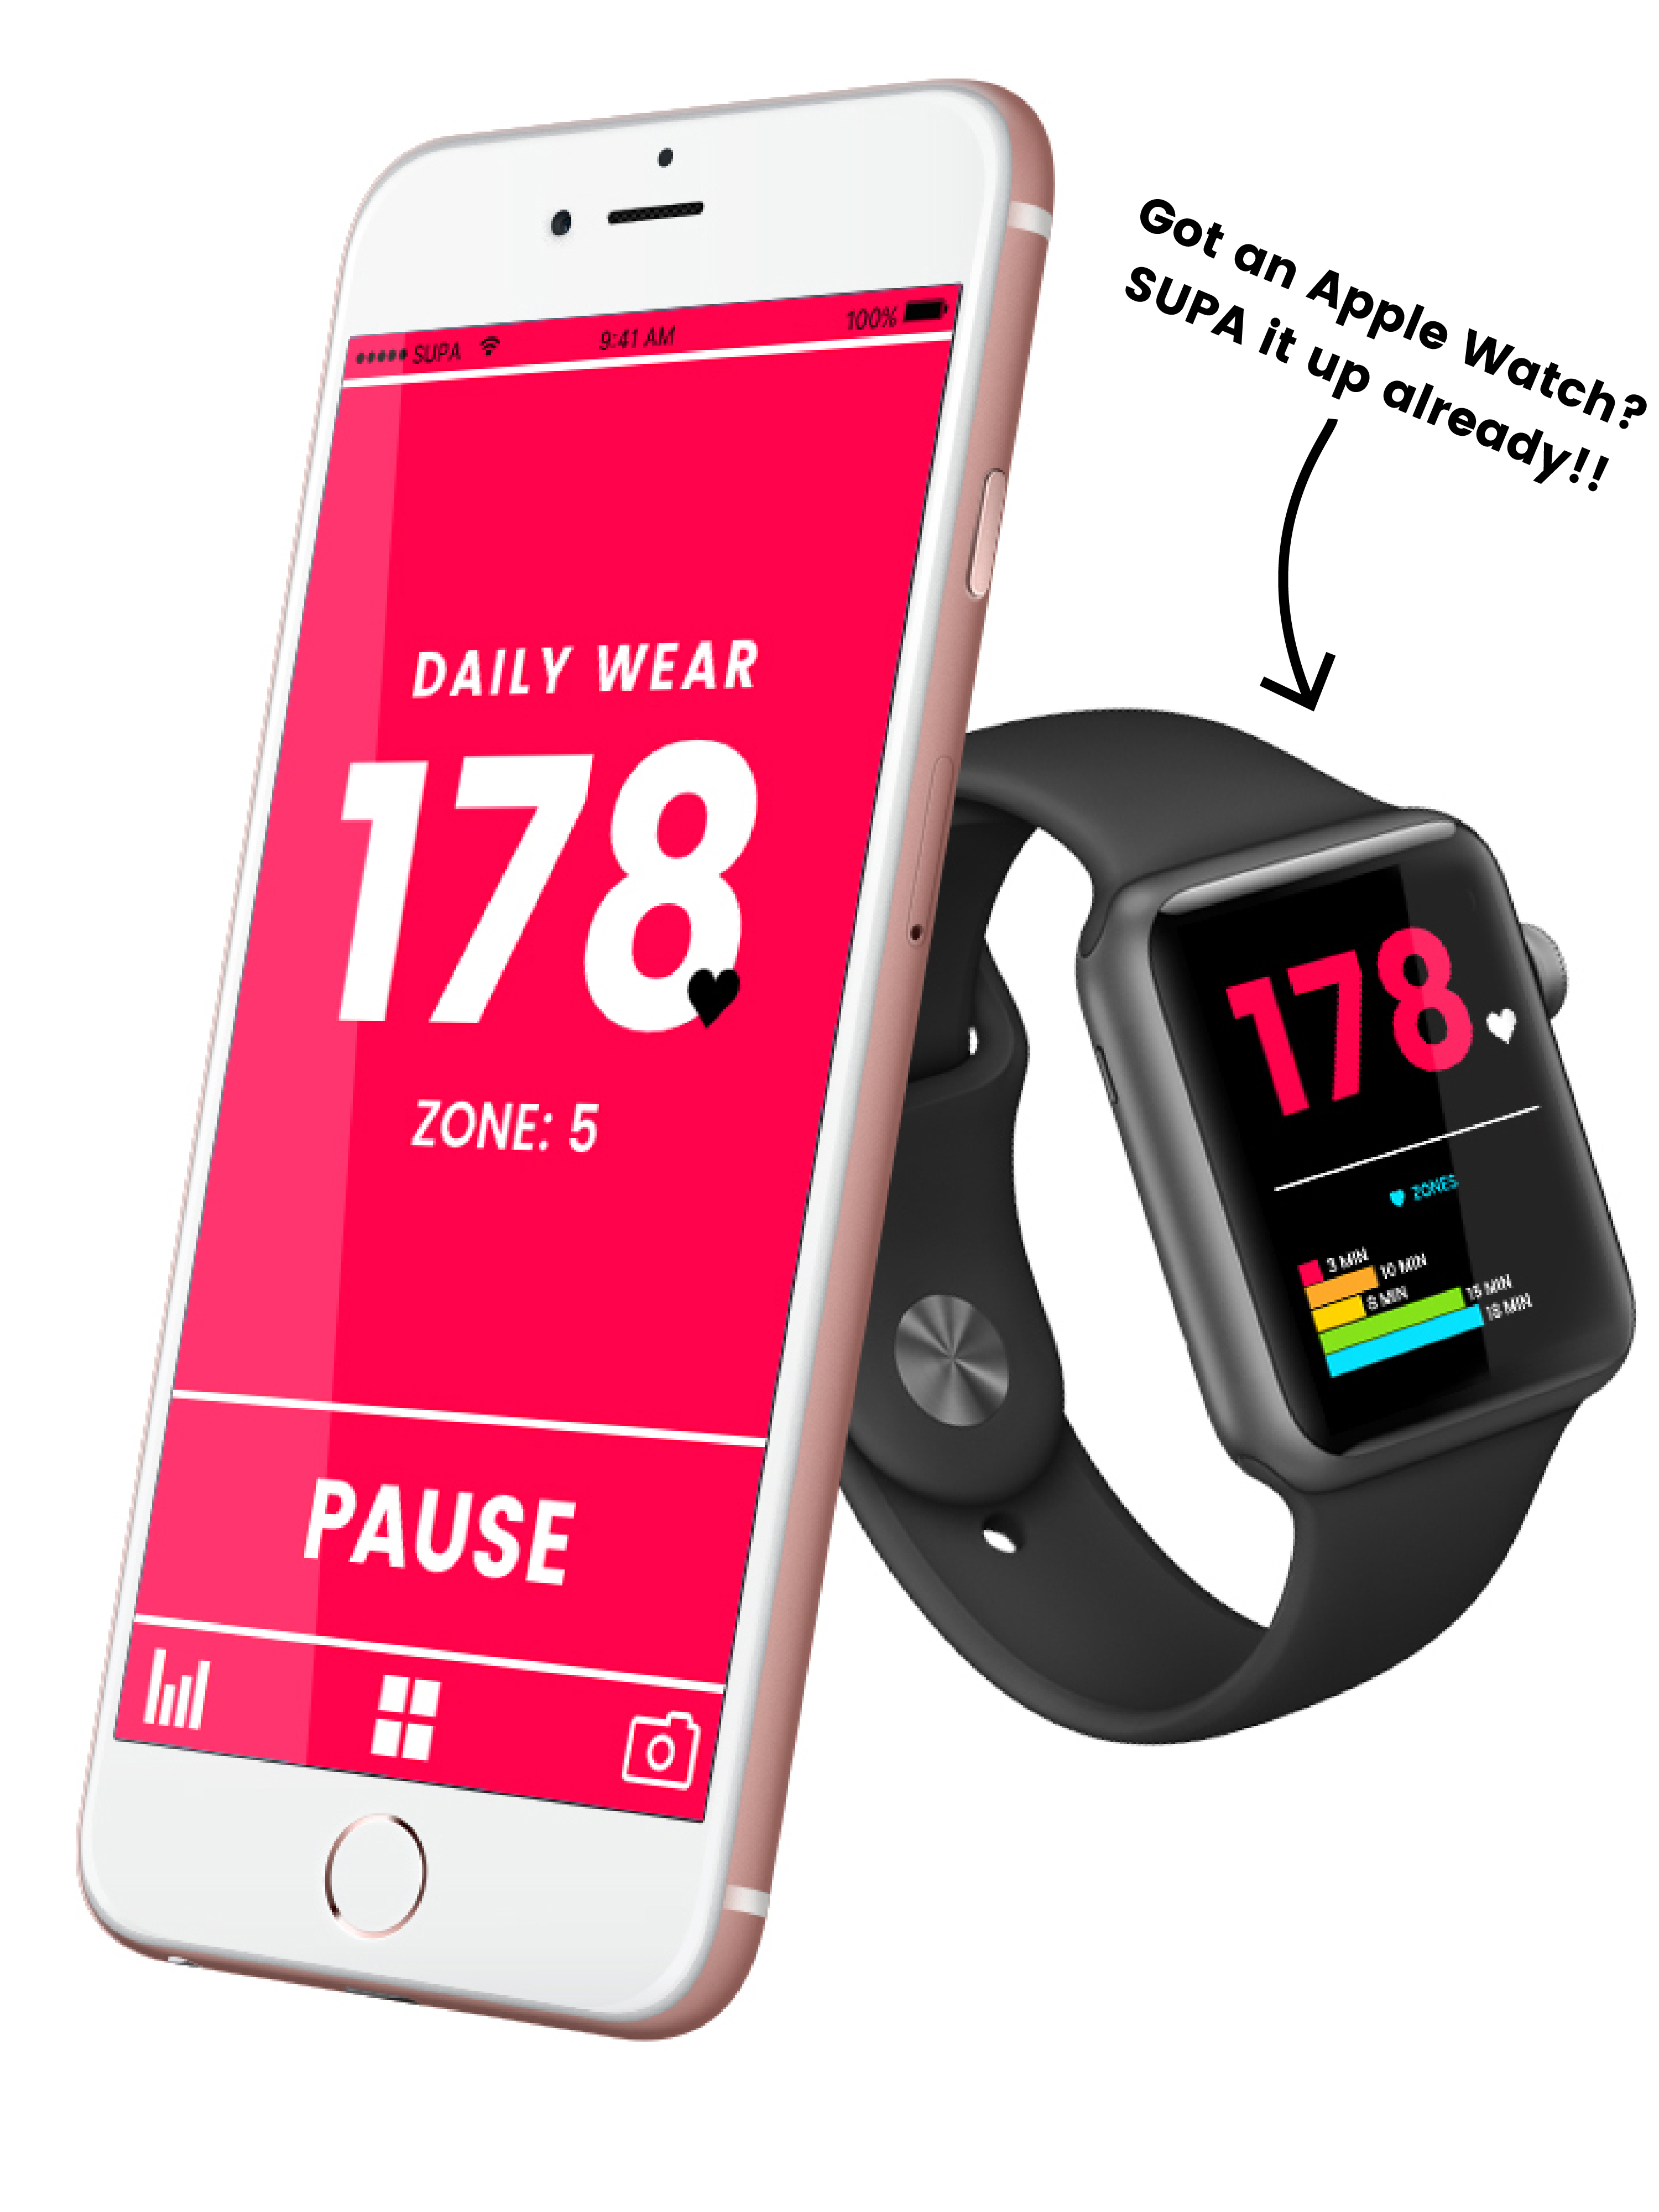 Got an Apple Watch?
SUPA it up already!!
SUPA 9:41 AM 100%
DAILY WEAR
178
ZONE: 5
PAUSE
178
ZONES
3 MIN
10 MIN
8 MIN
15 MIN
18 MIN